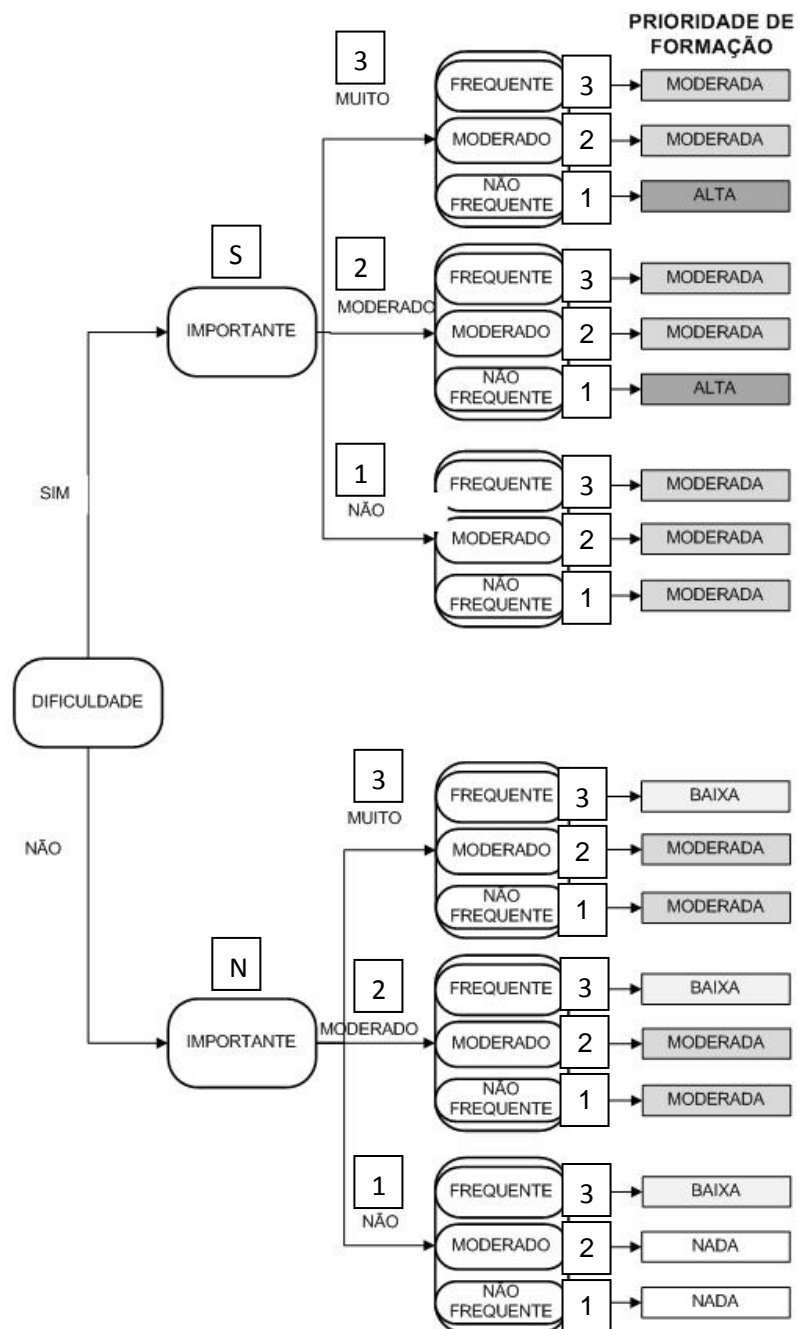 PRIORIDADE DE
FORMAÇÃO
3
MUITO
FREQUENTE 3 MODERADA
MODERADO 2 MODERADA
NÃO
FREQUENTE 1 ALTA
S
IMPORTANTE
2
MODERADO
FREQUENTE 3 MODERADA
MODERADO 2 MODERADA
NÃO
FREQUENTE 1 ALTA
1
NÃO
FREQUENTE 3 MODERADA
MODERADO 2 MODERADA
NÃO
FREQUENTE 1 MODERADA
SIM
DIFICULDADE
NÃO
3
MUITO
FREQUENTE 3 BAIXA
MODERADO 2 MODERADA
NÃO
FREQUENTE 1 MODERADA
N
IMPORTANTE
2
MODERADO
FREQUENTE 3 BAIXA
MODERADO 2 MODERADA
NÃO
FREQUENTE 1 MODERADA
1
NÃO
FREQUENTE 3 BAIXA
MODERADO 2 NADA
NÃO
FREQUENTE 1 NADA